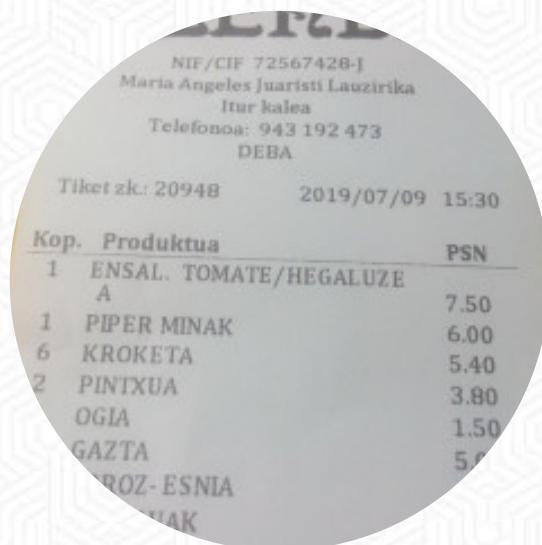 NIF/CIF 72567428-J
Maria Angeles Juaristi Lauzirika
Itur kalea
Telefonoa: 943 192 473
DEBA
Tiket zk.: 20948 2019/07/09 15:30
Kop. Produktua PSN
1 ENSAL. TOMATE/HEGALUZE
A 7.50
1 PIPER MINAK 6.00
6 KROKETA 5.40
2 PINTXUA 3.80
OGIA 1.50
GAZTA